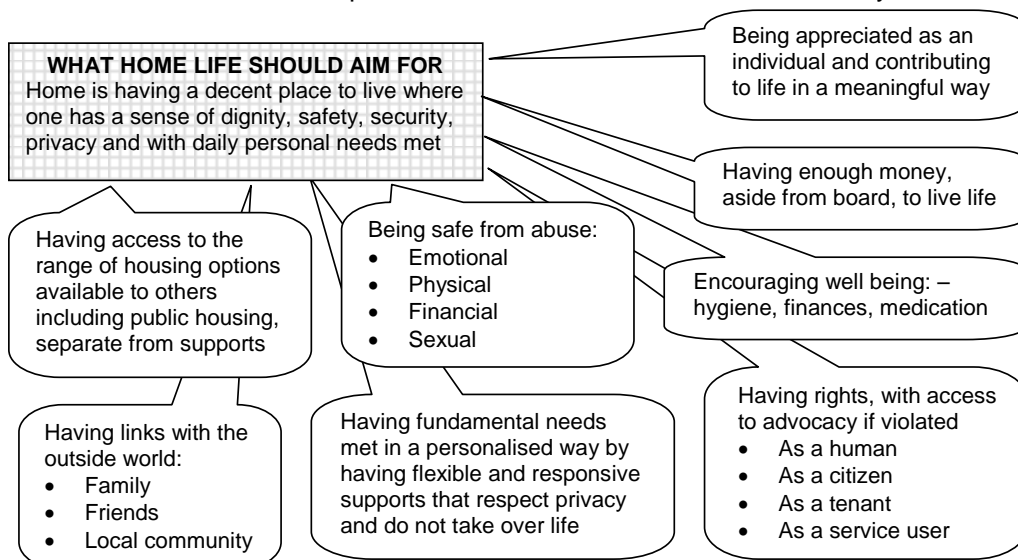 WHAT HOME LIFE SHOULD AIM FOR
Home is having a decent place to live where
one has a sense of dignity, safety, security,
privacy and with daily personal needs met
Being appreciated as an
individual and contributing
to life in a meaningful way
Having enough money,
aside from board, to live life
Having access to the
range of housing options
available to others
including public housing,
separate from supports
Being safe from abuse:
• Emotional
• Physical
• Financial
• Sexual
Encouraging well being: –
hygiene, finances, medication
Having links with the
outside world:
• Family
• Friends
• Local community
Having fundamental needs
met in a personalised way by
having flexible and responsive
supports that respect privacy
and do not take over life
Having rights, with access
to advocacy if violated
• As a human
• As a citizen
• As a tenant
• As a service user